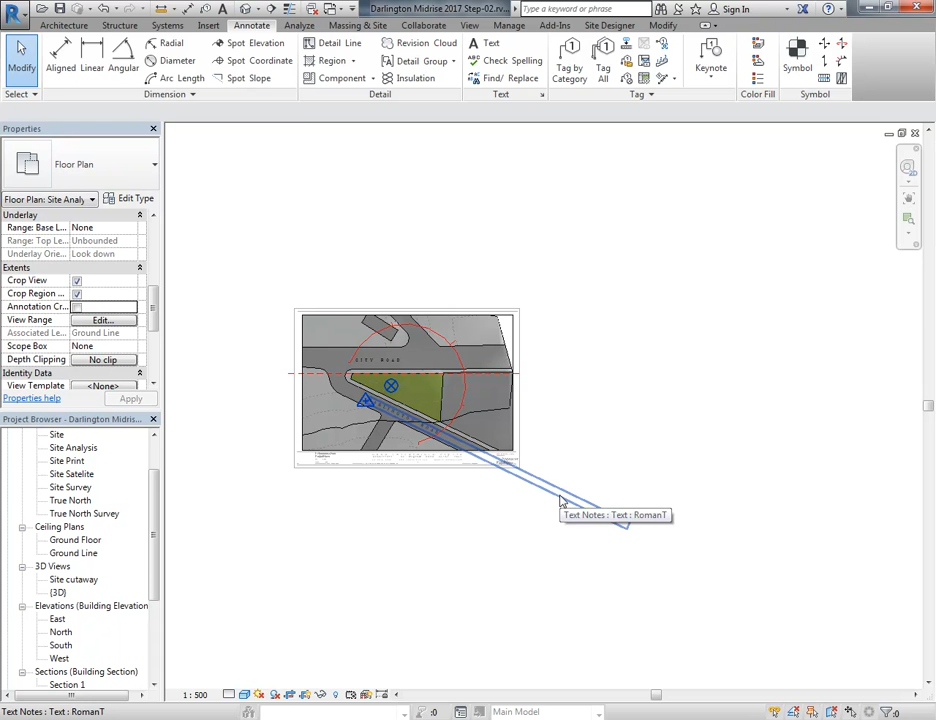 Darlington Midrise 2017 Step-02.rv...
Type a keyword or phrase
Sign In
Architecture Structure Systems Insert Annotate Analyze Massing & Site Collaborate View Manage Add-Ins Site Designer Modify
Modify
Select
Aligned
Linear
Angular
Radial
Diameter
Arc Length
Spot Elevation
Spot Coordinate
Spot Slope
Dimension
Detail Line
Region
Component
Revision Cloud
Detail Group
Insulation
Detail
Text
Check Spelling
Find/ Replace
Text
Tag by Category
Tag All
Tag
Keynote
Color Fill
Symbol
Symbol
Properties
Floor Plan
Floor Plan: Site Analy
Edit Type
Underlay
Range: Base L... None
Range: Top Le... Unbounded
Underlay Orien... Look down
Extents
Crop View
Crop Region ...
Annotation Cr...
View Range Edit...
Associated Le... Ground Line
Scope Box None
Depth Clipping No clip
Identity Data
View Template <None>
Properties help
Apply
Project Browser - Darlington Midris...
Site
Site Analysis
Site Print
Site Satelite
Site Survey
True North
True North Survey
Ceiling Plans
Ground Floor
Ground Line
3D Views
Site cutaway
{3D}
Elevations (Building Elevation
East
North
South
West
Sections (Building Section)
Section 1
CITY ROAD
Text Notes : Text : RomanT
1 : 500
Text Notes : Text : RomanT
:0
Main Model
:0